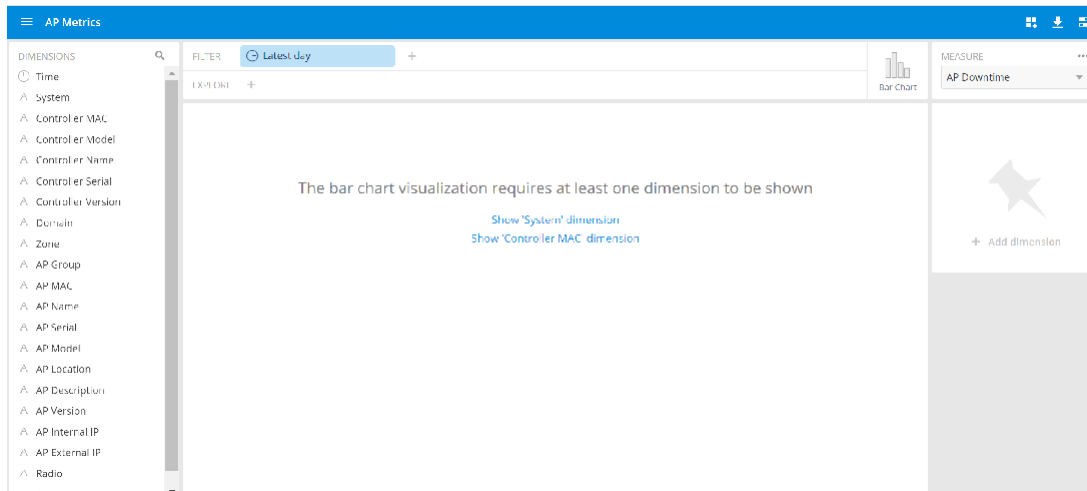 AP Metrics
DIMENSIONS
Time
System
Controller MAC
Controller Model
Controller Name
Controller Serial
Controller Version
Domain
Zone
AP Group
AP MAC
AP Name
AP Serial
AP Model
AP Location
AP Description
AP Version
AP Internal IP
AP External IP
Radio
FILTER
Latest day
EXPLORE
Bar Chart
MEASURE
AP Downtime
The bar chart visualization requires at least one dimension to be shown
Show 'System' dimension
Show 'Controller MAC' dimension
+ Add dimension